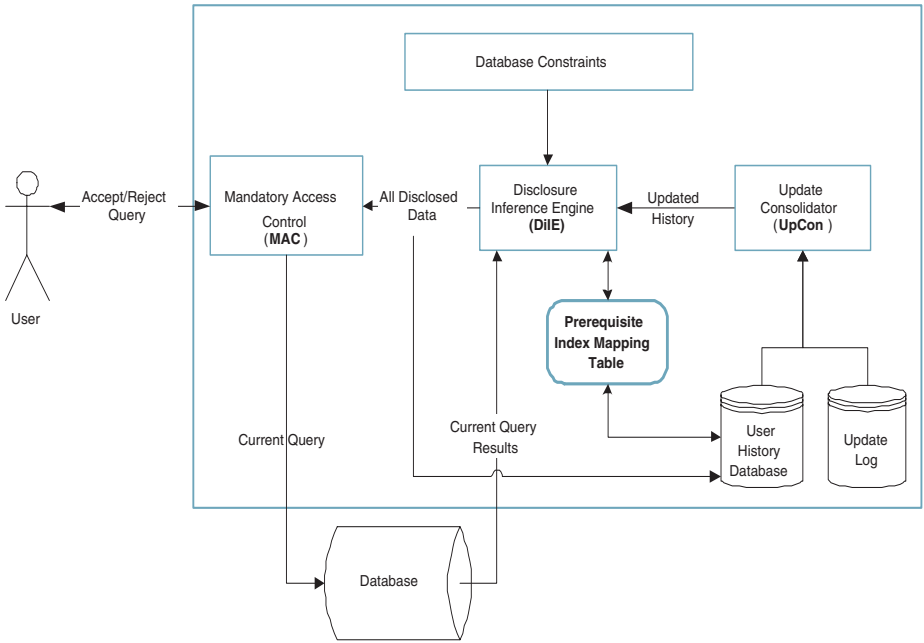 Database Constraints
Accept/Reject
Query
User
Mandatory Access
Control
(MAC )
All Disclosed
Data
Disclosure
Inference Engine
(DiIE)
Updated
History
Update
Consolidator
(UpCon )
Prerequisite
Index Mapping
Table
Current Query
Current Query
Results
User
History
Database
Update
Log
Database